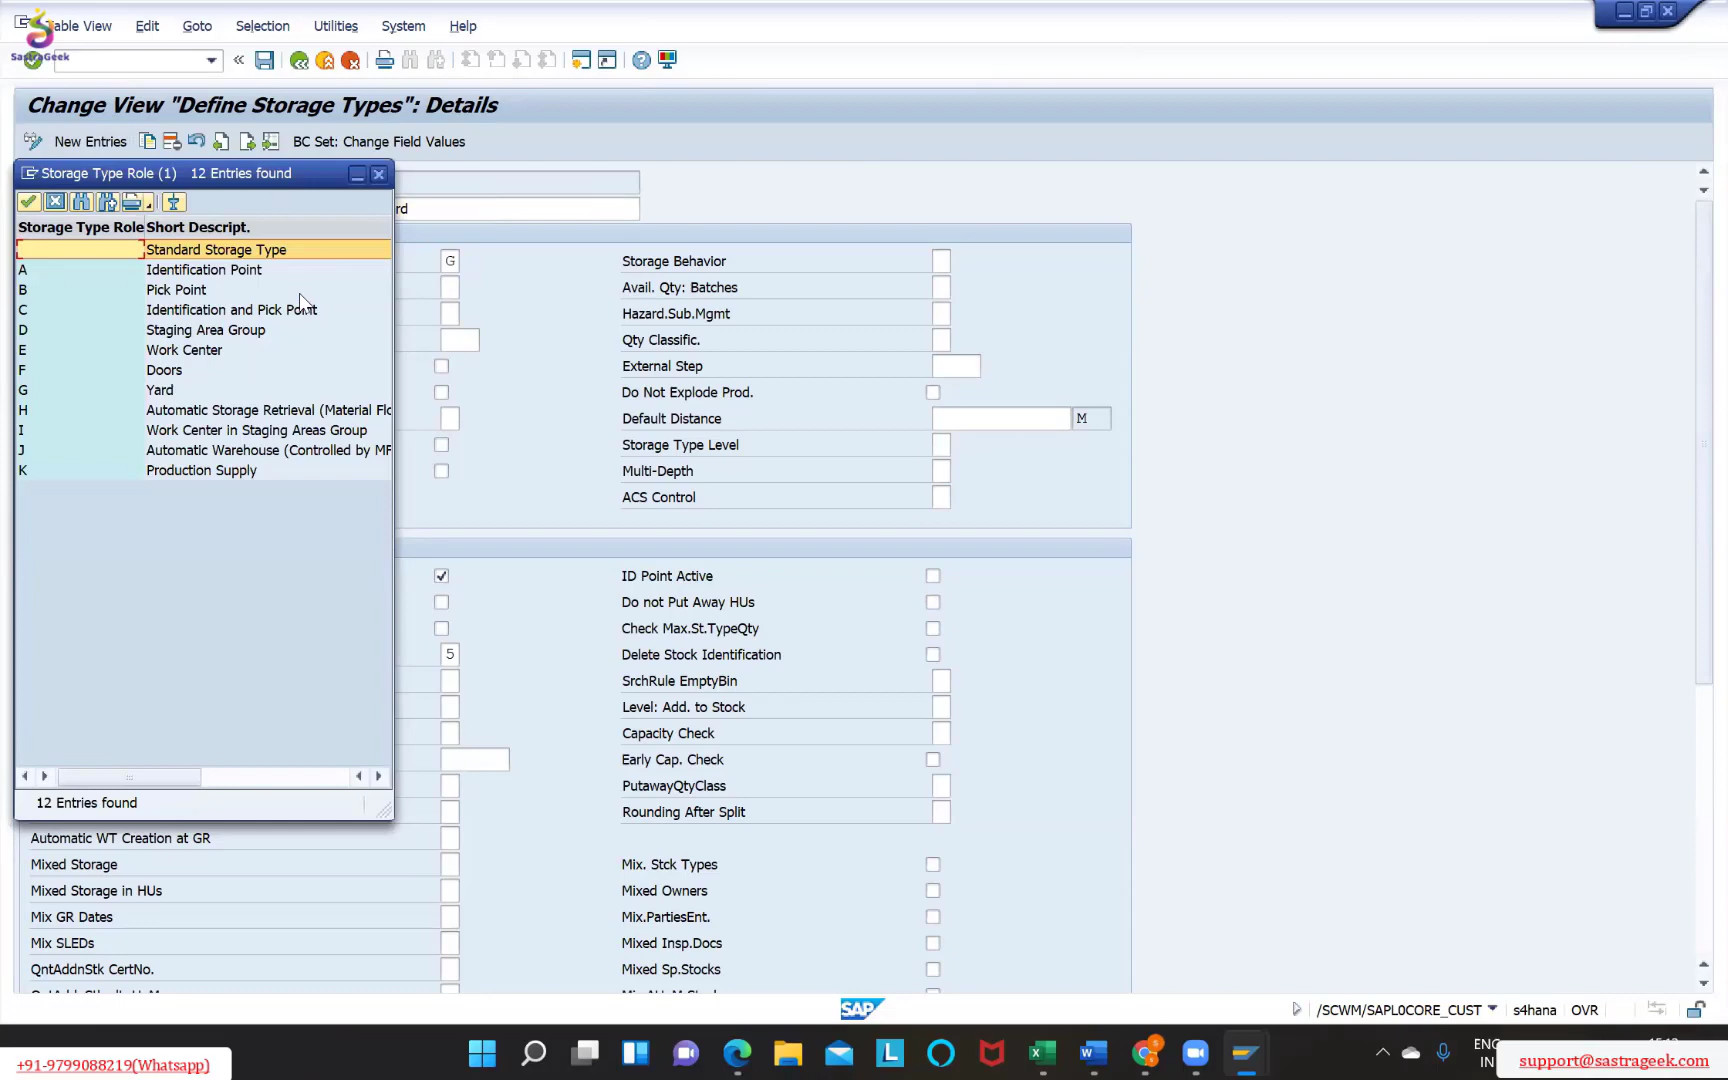 Table View Edit Goto Selection Utilities System Help
SastraGeek
Change View "Define Storage Types": Details
New Entries BC Set: Change Field Values
Storage Type Role (1) 12 Entries found
rd
Storage Type Role Short Descript.
Standard Storage Type
A Identification Point
B Pick Point
C Identification and Pick Point
D Staging Area Group
E Work Center
F Doors
G Yard
H Automatic Storage Retrieval (Material Flo
I Work Center in Staging Areas Group
J Automatic Warehouse (Controlled by MF
K Production Supply
12 Entries found
G Storage Behavior
Avail. Qty: Batches
Hazard.Sub.Mgmt
Qty Classific.
External Step
Do Not Explode Prod.
Default Distance M
Storage Type Level
Multi-Depth
ACS Control
ID Point Active
Do not Put Away HUs
Check Max.St.TypeQty
5 Delete Stock Identification
SrchRule EmptyBin
Level: Add. to Stock
Capacity Check
Early Cap. Check
PutawayQtyClass
Rounding After Split
Automatic WT Creation at GR
Mixed Storage Mix. Stck Types
Mixed Storage in HUs Mixed Owners
Mix GR Dates Mix.PartiesEnt.
Mix SLEDs Mixed Insp.Docs
QntAddnStk CertNo. Mixed Sp.Stocks
SAP /SCWM/SAPL0CORE_CUST s4hana OVR
ENG
IN
+91-9799088219(Whatsapp)
support@sastrageek.com